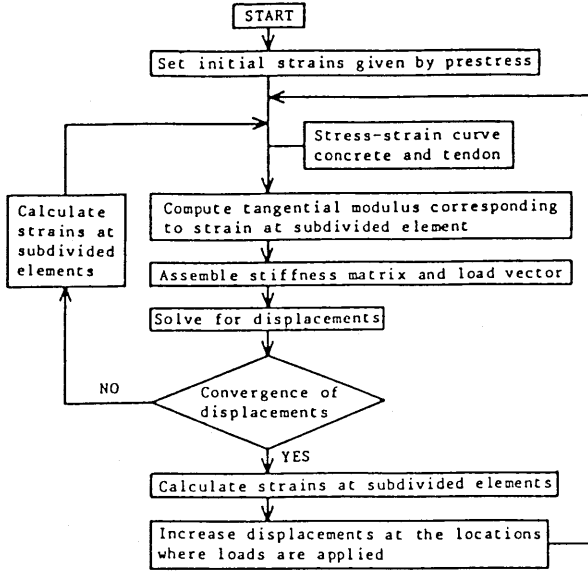 START
Set initial strains given by prestress
Stress-strain curve
concrete and tendon
Calculate
strains at
subdivided
elements
Compute tangential modulus corresponding
to strain at subdivided element
Assemble stiffness matrix and load vector
Solve for displacements
NO
Convergence of
displacements
YES
Calculate strains at subdivided elements
Increase displacements at the locations
where loads are applied